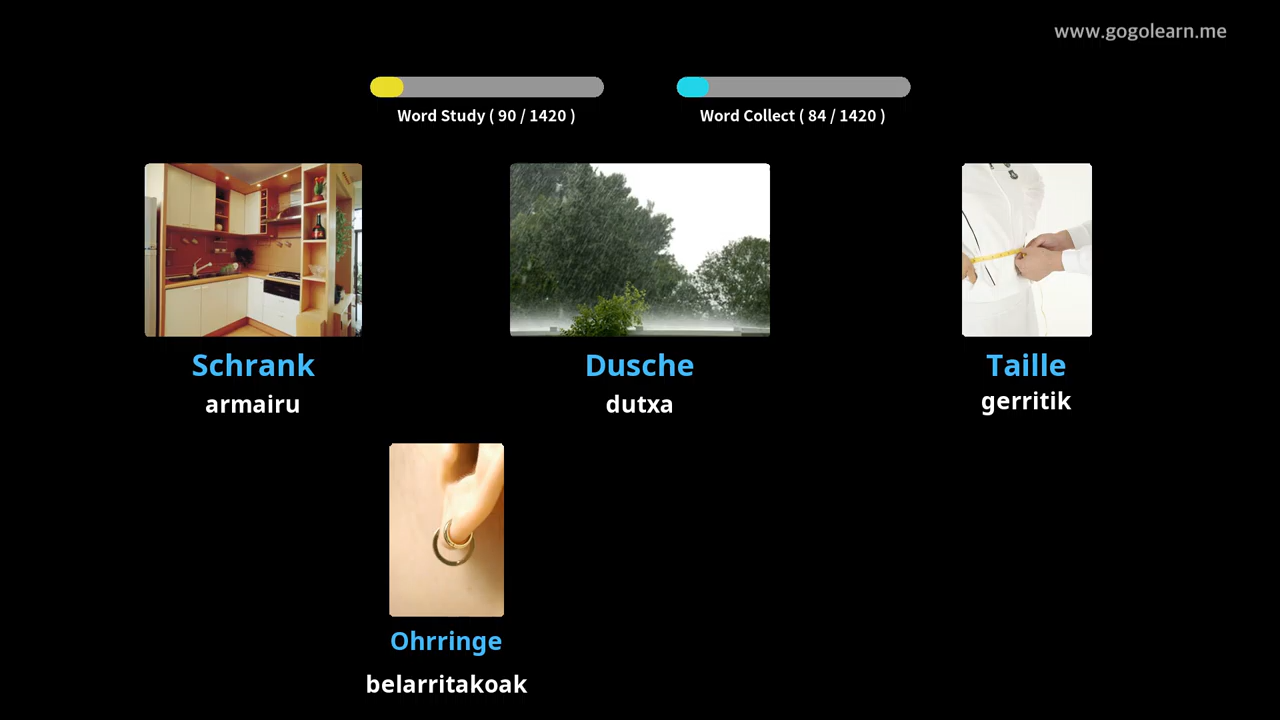 www.gogolearn.me
Word Study ( 90 / 1420 )
Word Collect ( 84 / 1420 )
Schrank
armairu
Dusche
dutxa
Taille
gerritik
Ohrringe
belarritakoak